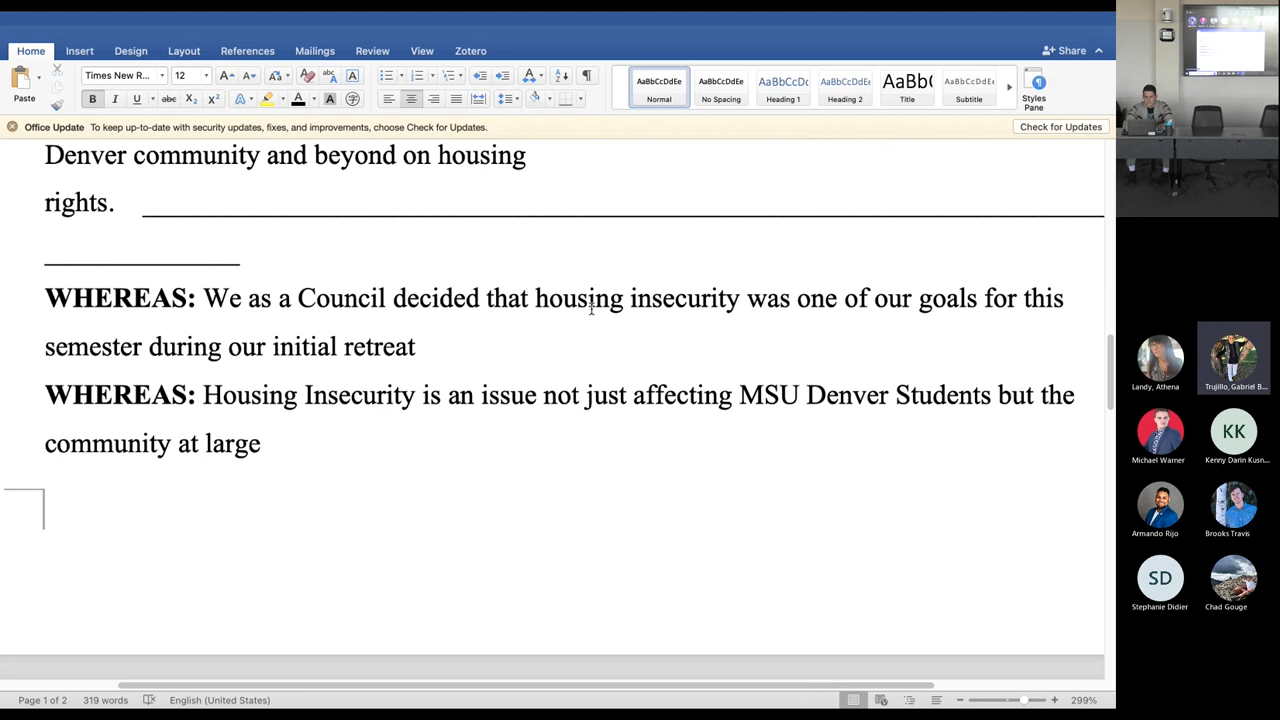 Home Insert Design Layout References Mailings Review View Zotero Share
Paste Times New R... 12 AaBbCcDdEe AaBbCcDdEe AaBbCcDc AaBbCcDdEe AaBb( AaBbCcDdEe
Normal No Spacing Heading 1 Heading 2 Title Subtitle Styles Pane
Office Update To keep up-to-date with security updates, fixes, and improvements, choose Check for Updates. Check for Updates
Denver community and beyond on housing
rights.
WHEREAS: We as a Council decided that housing insecurity was one of our goals for this
semester during our initial retreat
WHEREAS: Housing Insecurity is an issue not just affecting MSU Denver Students but the
community at large
Page 1 of 2 319 words English (United States) 299%
Landy, Athena
Trujillo, Gabriel B...
Michael Warner
KK
Kenny Darin Kusn...
Armando Rijo
Brooks Travis
SD
Stephanie Didier
Chad Gouge